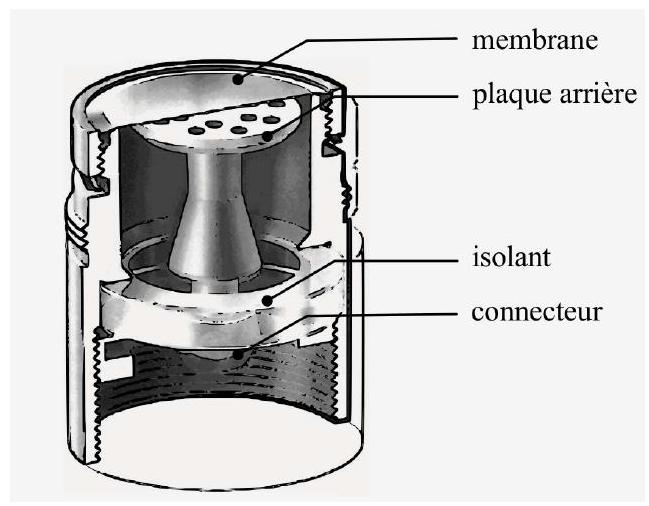 membrane
plaque arrière
isolant
connecteur